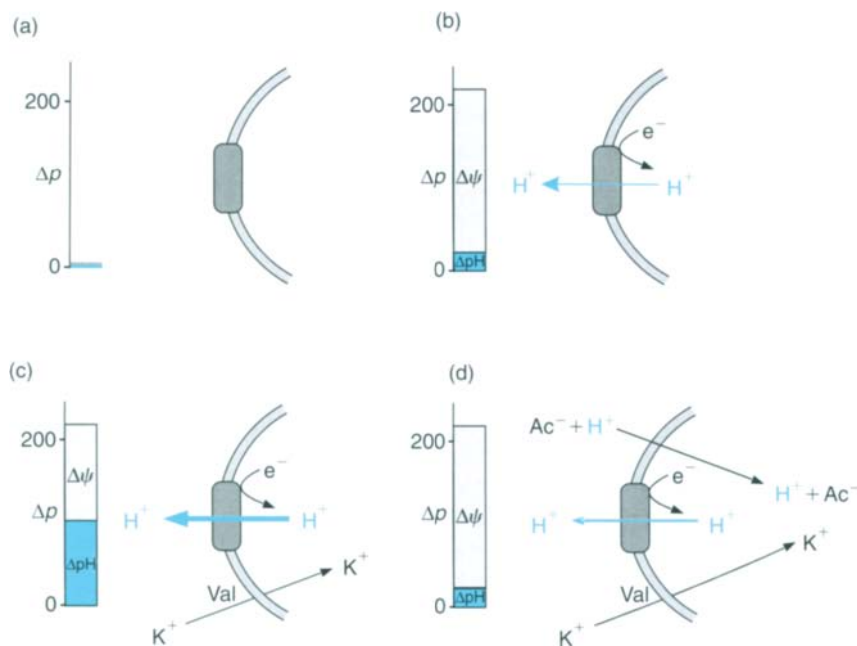 (a)
200
Δp
0
(b)
200
Δp
Δψ
ΔpH
0
e⁻
H⁺
H⁺
(c)
200
Δψ
Δp
ΔpH
0
e⁻
H⁺
H⁺
Val
K⁺
K⁺
(d)
200
Δp
Δψ
ΔpH
0
Ac⁻ + H⁺
e⁻
H⁺ + Ac⁻
H⁺
H⁺
Val
K⁺
K⁺